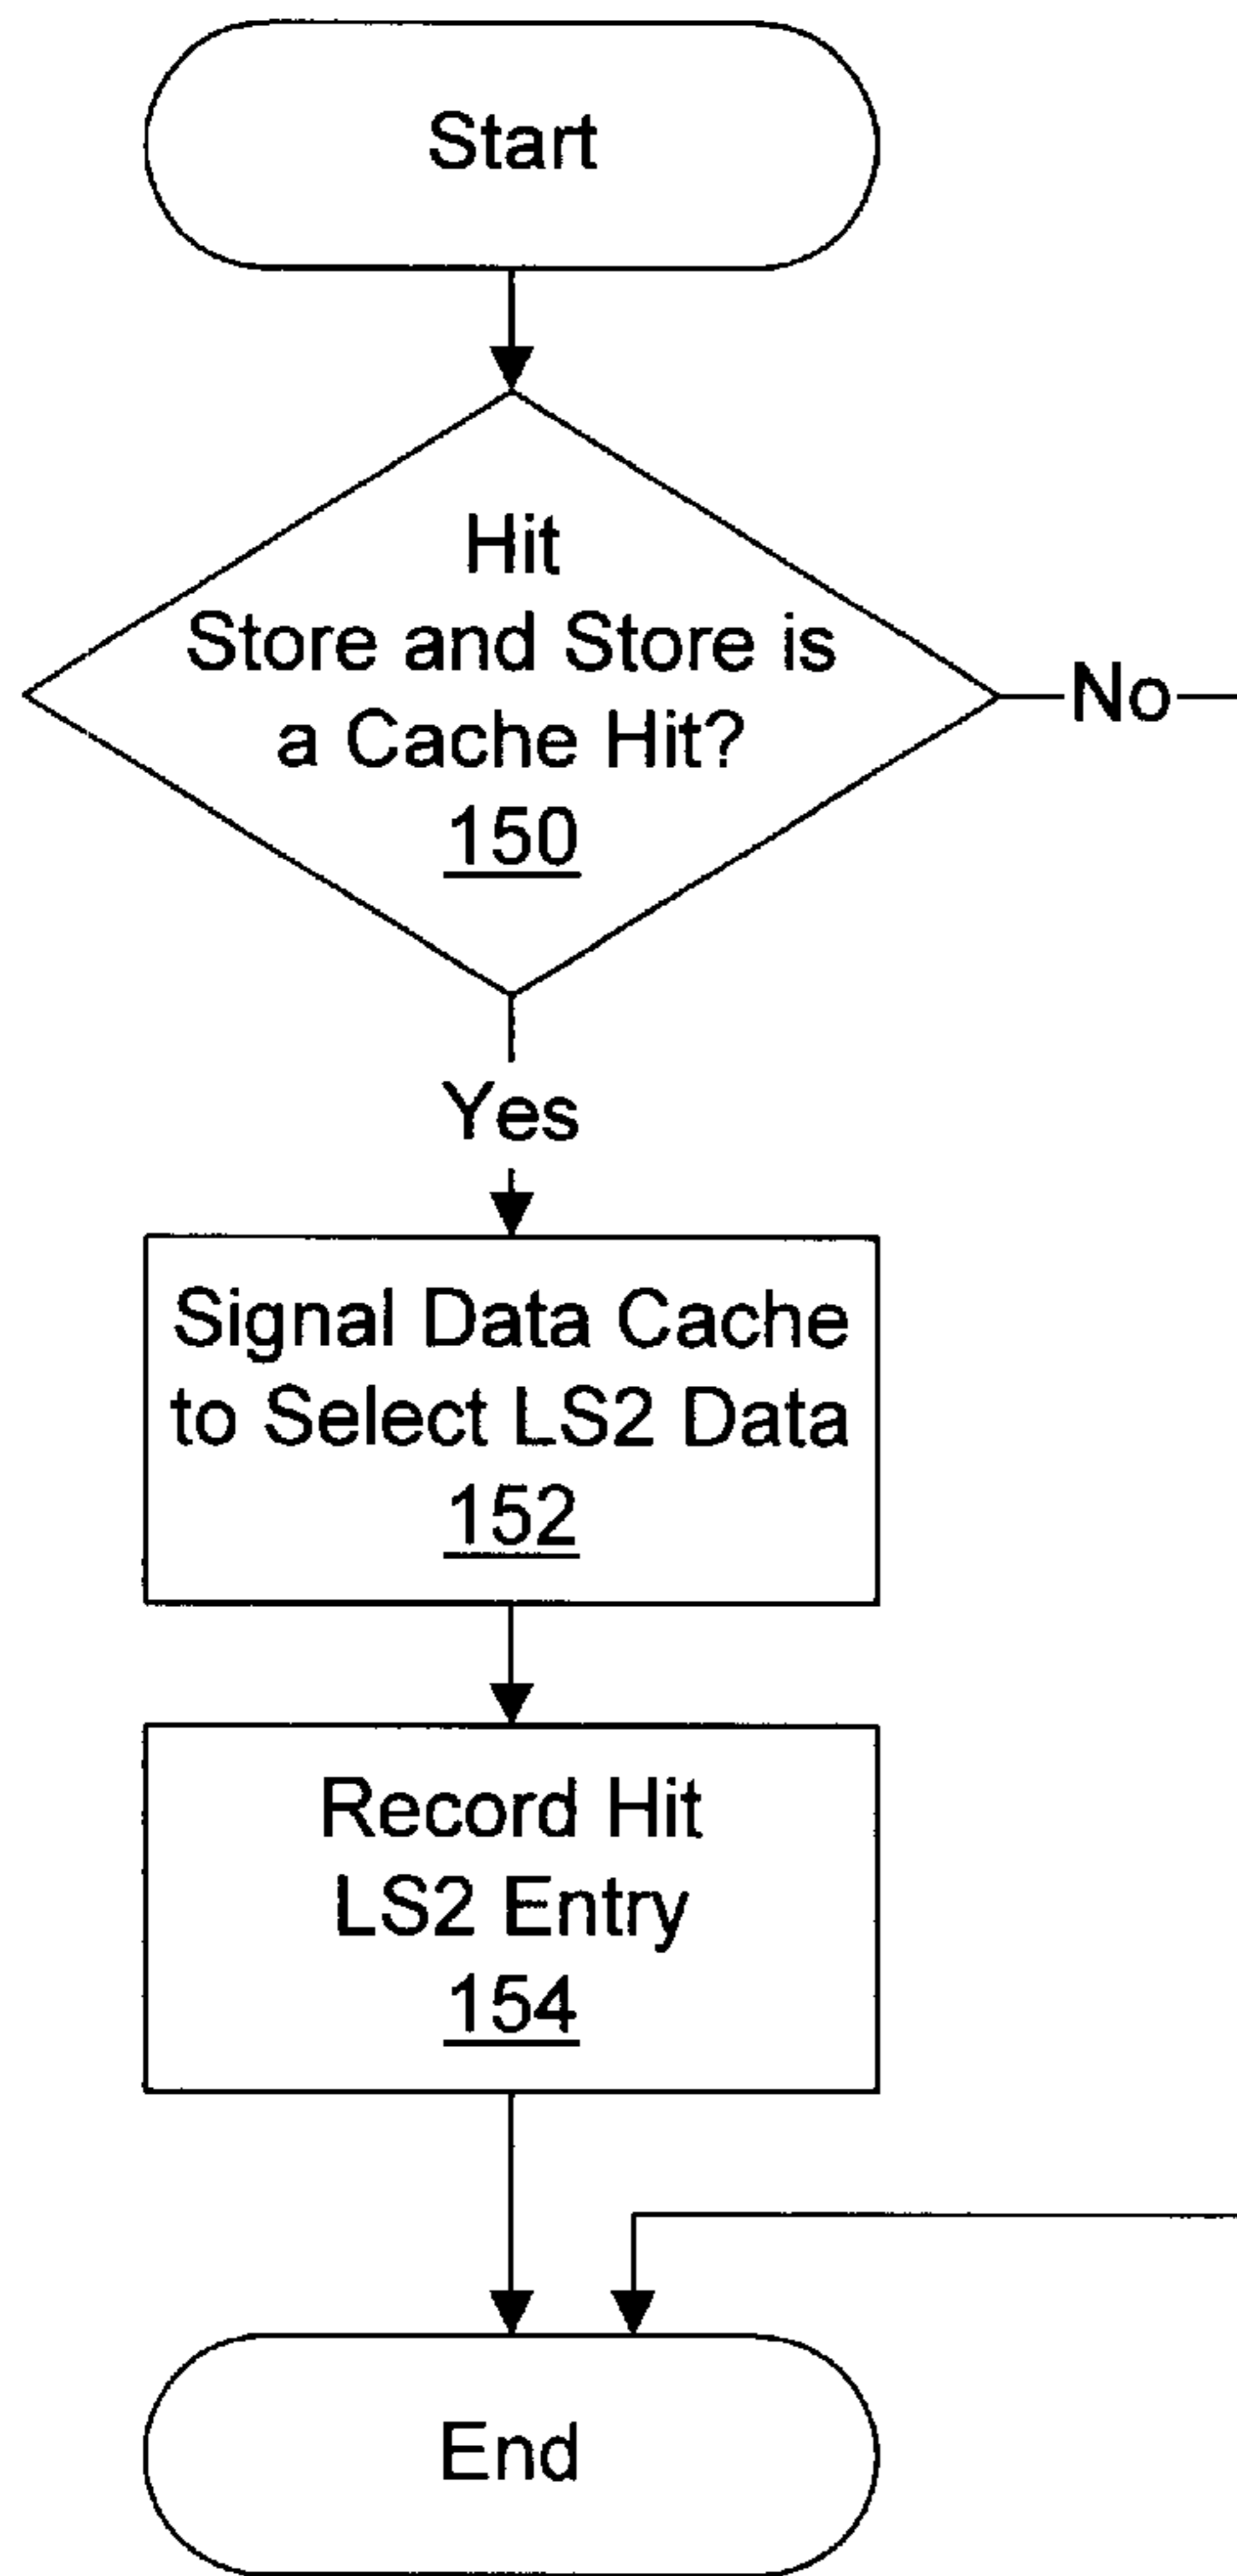 Start
Hit
Store and Store is
a Cache Hit?
150
No
Yes
Signal Data Cache
to Select LS2 Data
152
Record Hit
LS2 Entry
154
End